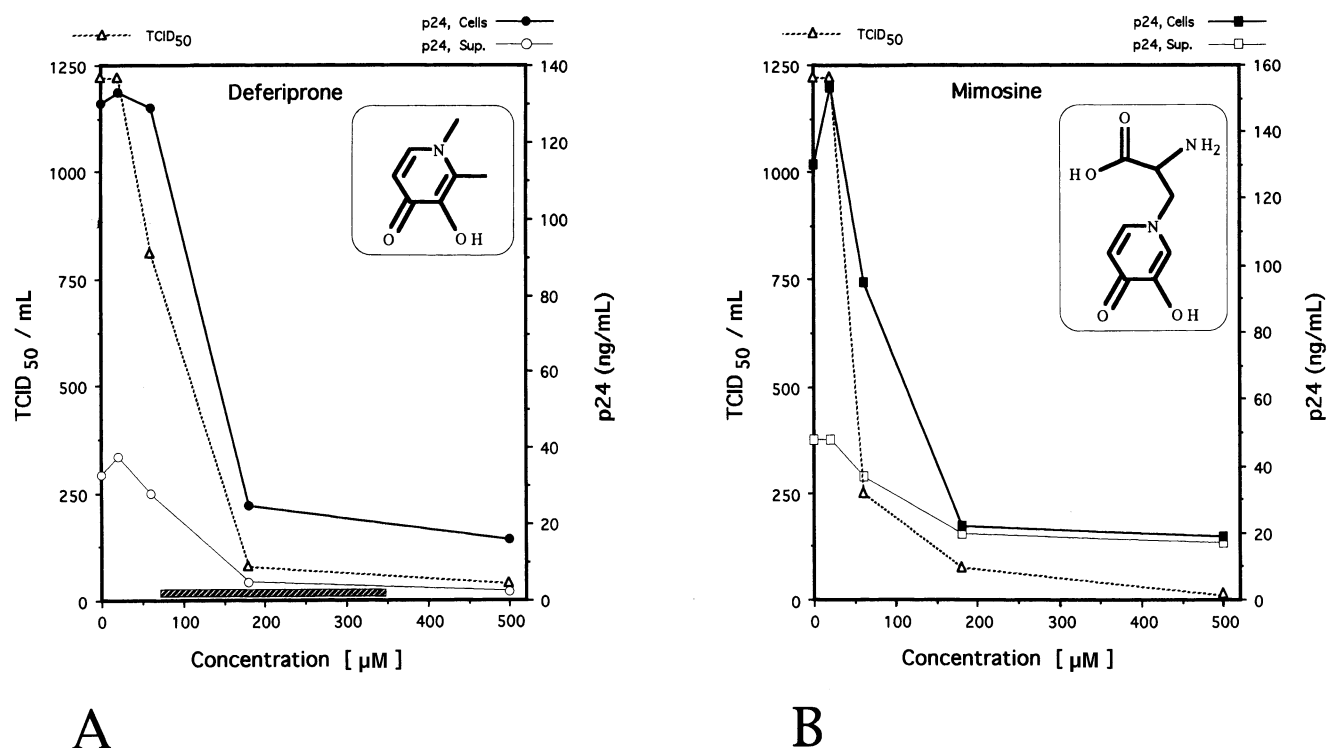 TCID50
p24, Cells
p24, Sup.
1250
1000
750
500
250
0
TCID 50 / mL
Deferiprone
N
O
OH
140
120
100
80
60
40
20
0
p24 (ng/mL)
0
100
200
300
400
500
Concentration [ µM ]
A
TCID50
p24, Cells
p24, Sup.
1250
1000
750
500
250
0
TCID 50 / mL
Mimosine
O
NH2
HO
N
O
OH
160
140
120
100
80
60
40
20
0
p24 (ng/mL)
0
100
200
300
400
500
Concentration [ µM ]
B